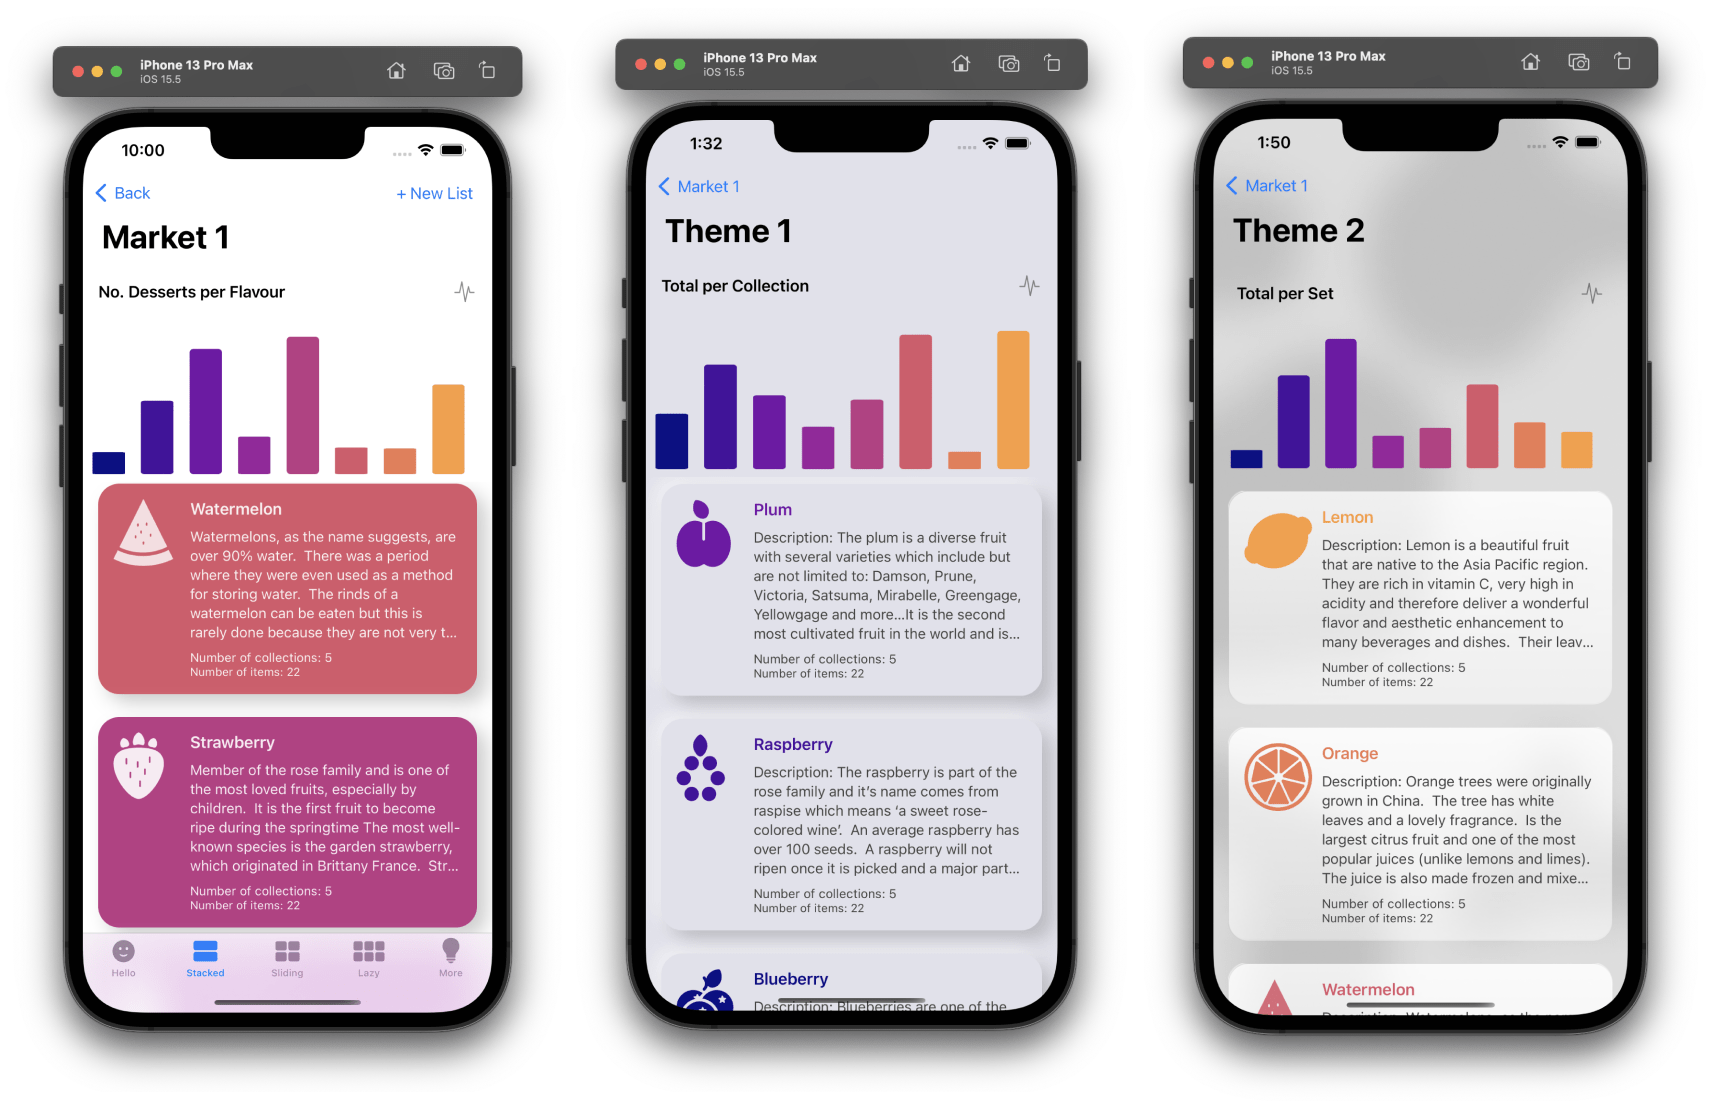 iPhone 13 Pro Max
iOS 15.5
10:00
Back
+ New List
Market 1
No. Desserts per Flavour
Watermelon
Watermelons, as the name suggests, are
over 90% water.  There was a period
where they were even used as a method
for storing water.  The rinds of a
watermelon can be eaten but this is
rarely done because they are not very t...
Number of collections: 5
Number of items: 22
Strawberry
Member of the rose family and is one of
the most loved fruits, especially by
children.  It is the first fruit to become
ripe during the springtime The most well-
known species is the garden strawberry,
which originated in Brittany France.  Str...
Number of collections: 5
Number of items: 22
Hello
Stacked
Sliding
Lazy
More
iPhone 13 Pro Max
iOS 15.5
1:32
Market 1
Theme 1
Total per Collection
Plum
Description: The plum is a diverse fruit
with several varieties which include but
are not limited to: Damson, Prune,
Victoria, Satsuma, Mirabelle, Greengage,
Yellowgage and more...It is the second
most cultivated fruit in the world and is...
Number of collections: 5
Number of items: 22
Raspberry
Description: The raspberry is part of the
rose family and it's name comes from
raspise which means 'a sweet rose-
colored wine'.  An average raspberry has
over 100 seeds.  A raspberry will not
ripen once it is picked and a major part...
Number of collections: 5
Number of items: 22
Blueberry
Description: Blueberries are one of the
iPhone 13 Pro Max
iOS 15.5
1:50
Market 1
Theme 2
Total per Set
Lemon
Description: Lemon is a beautiful fruit
that are native to the Asia Pacific region.
They are rich in vitamin C, very high in
acidity and therefore deliver a wonderful
flavor and aesthetic enhancement to
many beverages and dishes.  Their leav...
Number of collections: 5
Number of items: 22
Orange
Description: Orange trees were originally
grown in China.  The tree has white
leaves and a lovely fragrance.  Is the
largest citrus fruit and one of the most
popular juices (unlike lemons and limes).
The juice is also made frozen and mixe...
Number of collections: 5
Number of items: 22
Watermelon